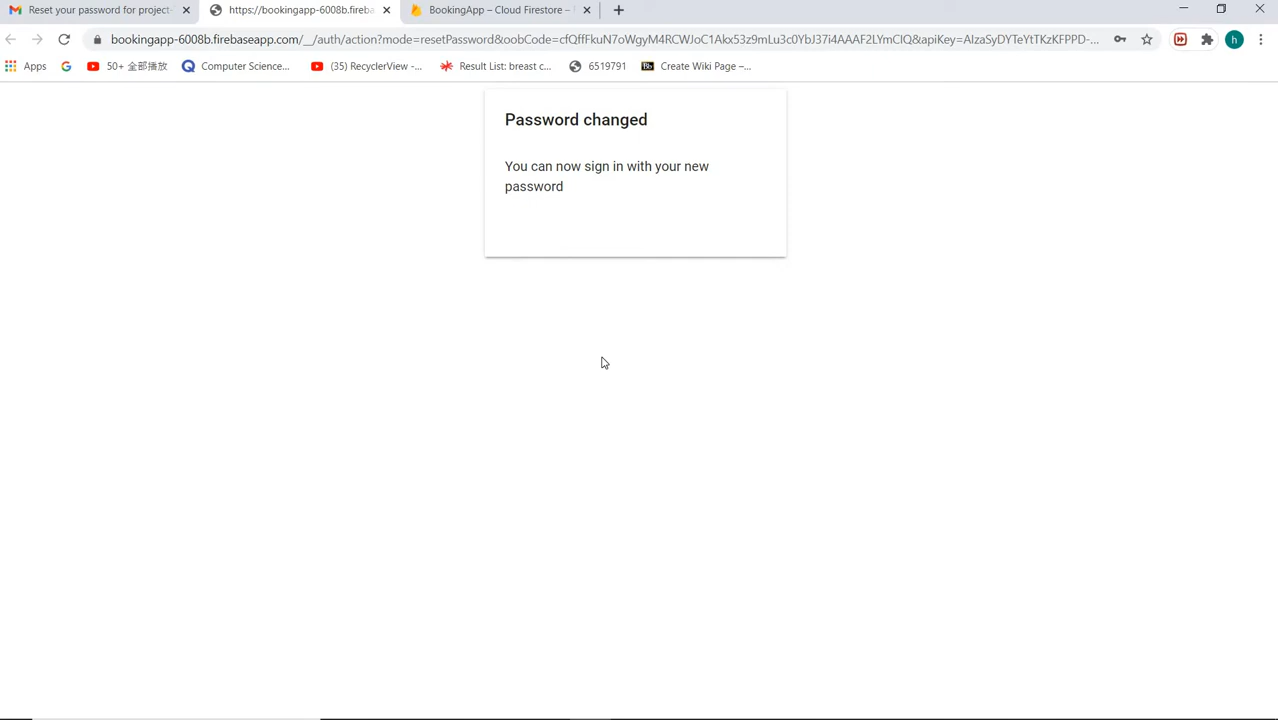 Reset your password for project-
https://bookingapp-6008b.fireba
BookingApp – Cloud Firestore –
bookingapp-6008b.firebaseapp.com/__/auth/action?mode=resetPassword&oobCode=cfQffFkuN7oWgyM4RCWJoC1Akx53z9mLu3c0YbJ37i4AAAF2LYmCIQ&apiKey=AIzaSyDYTeYtTKzKFPPD-...
h
Apps
50+ 全部播放
Computer Science...
(35) RecyclerView -...
Result List: breast c...
6519791
Bb
Create Wiki Page –...
Password changed
You can now sign in with your new
password